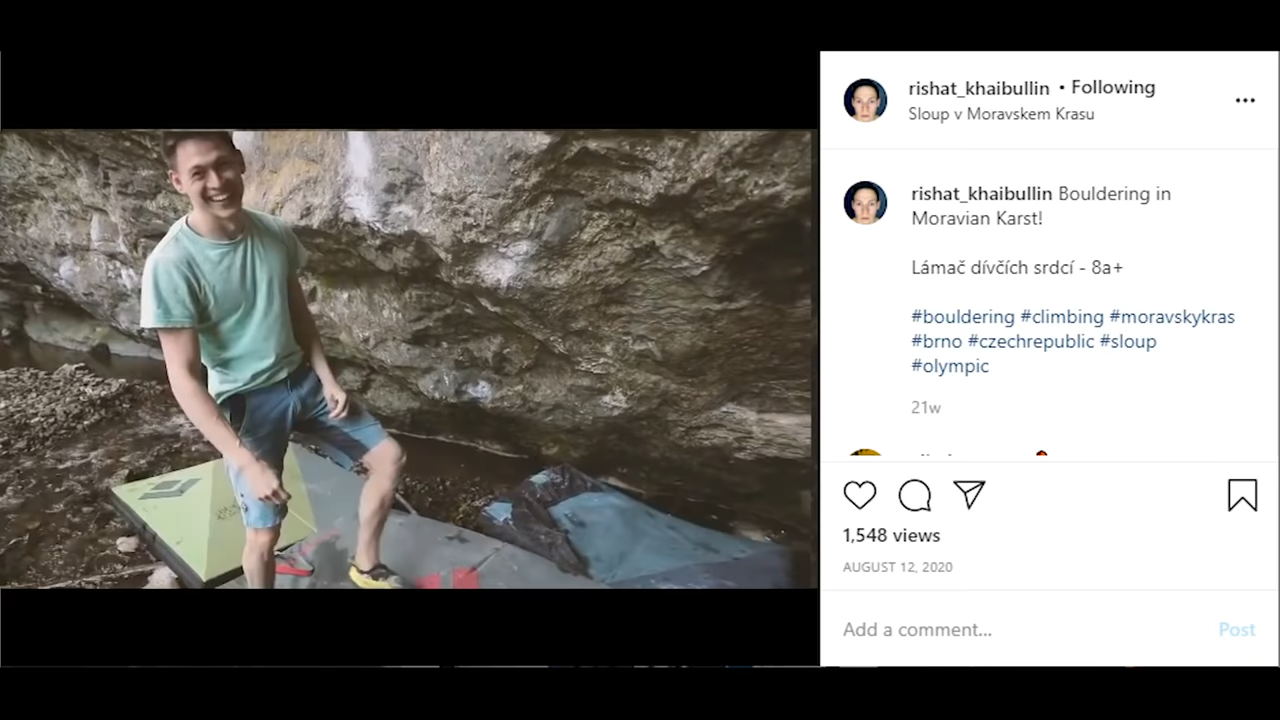 rishat_khaibullin • Following
Sloup v Moravskem Krasu
rishat_khaibullin Bouldering in
Moravian Karst!
Lámač dívčích srdcí - 8a+
#bouldering #climbing #moravskykras
#brno #czechrepublic #sloup
#olympic
21w
1,548 views
AUGUST 12, 2020
Add a comment...
Post